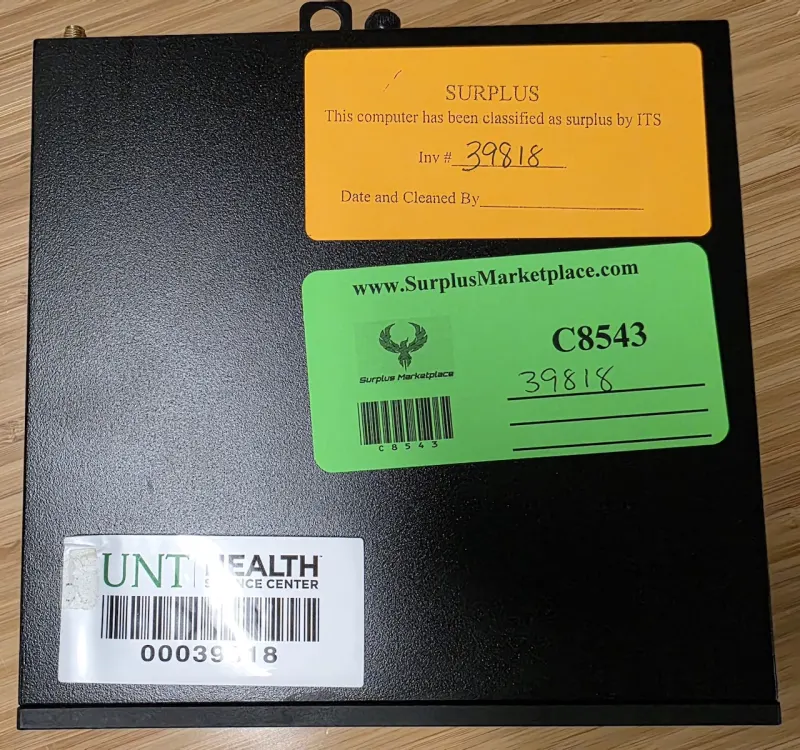 SURPLUS
This computer has been classified as surplus by ITS
Inv # 39818
Date and Cleaned By
www.SurplusMarketplace.com
Surplus Marketplace
C8543
39818
C8543
UNT HEALTH
SCIENCE CENTER
00039818